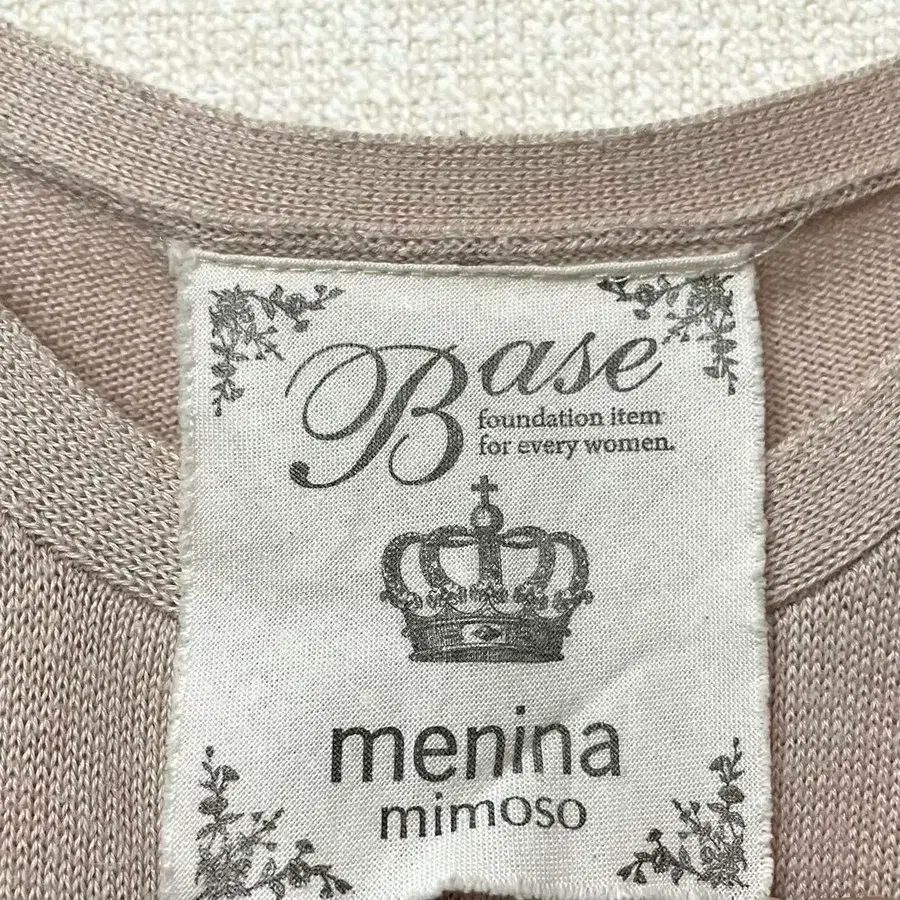 Base
foundation item
for every women.
menina
mimoso